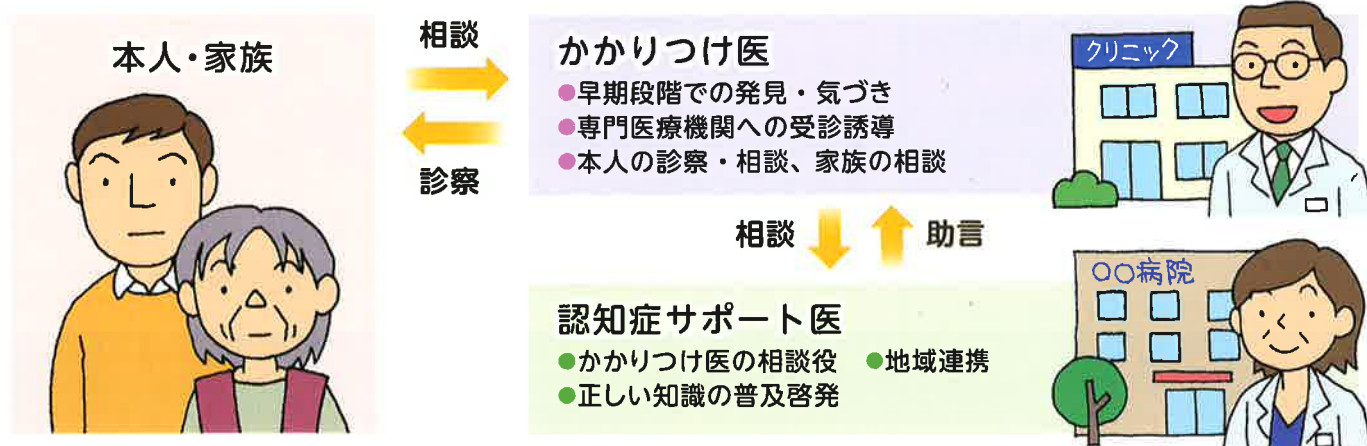 本人・家族
相談
診察
かかりつけ医
●早期段階での発見・気づき
●専門医療機関への受診誘導
●本人の診察・相談、家族の相談
クリニック
相談
助言
認知症サポート医
●かかりつけ医の相談役 ●地域連携
●正しい知識の普及啓発
〇〇病院